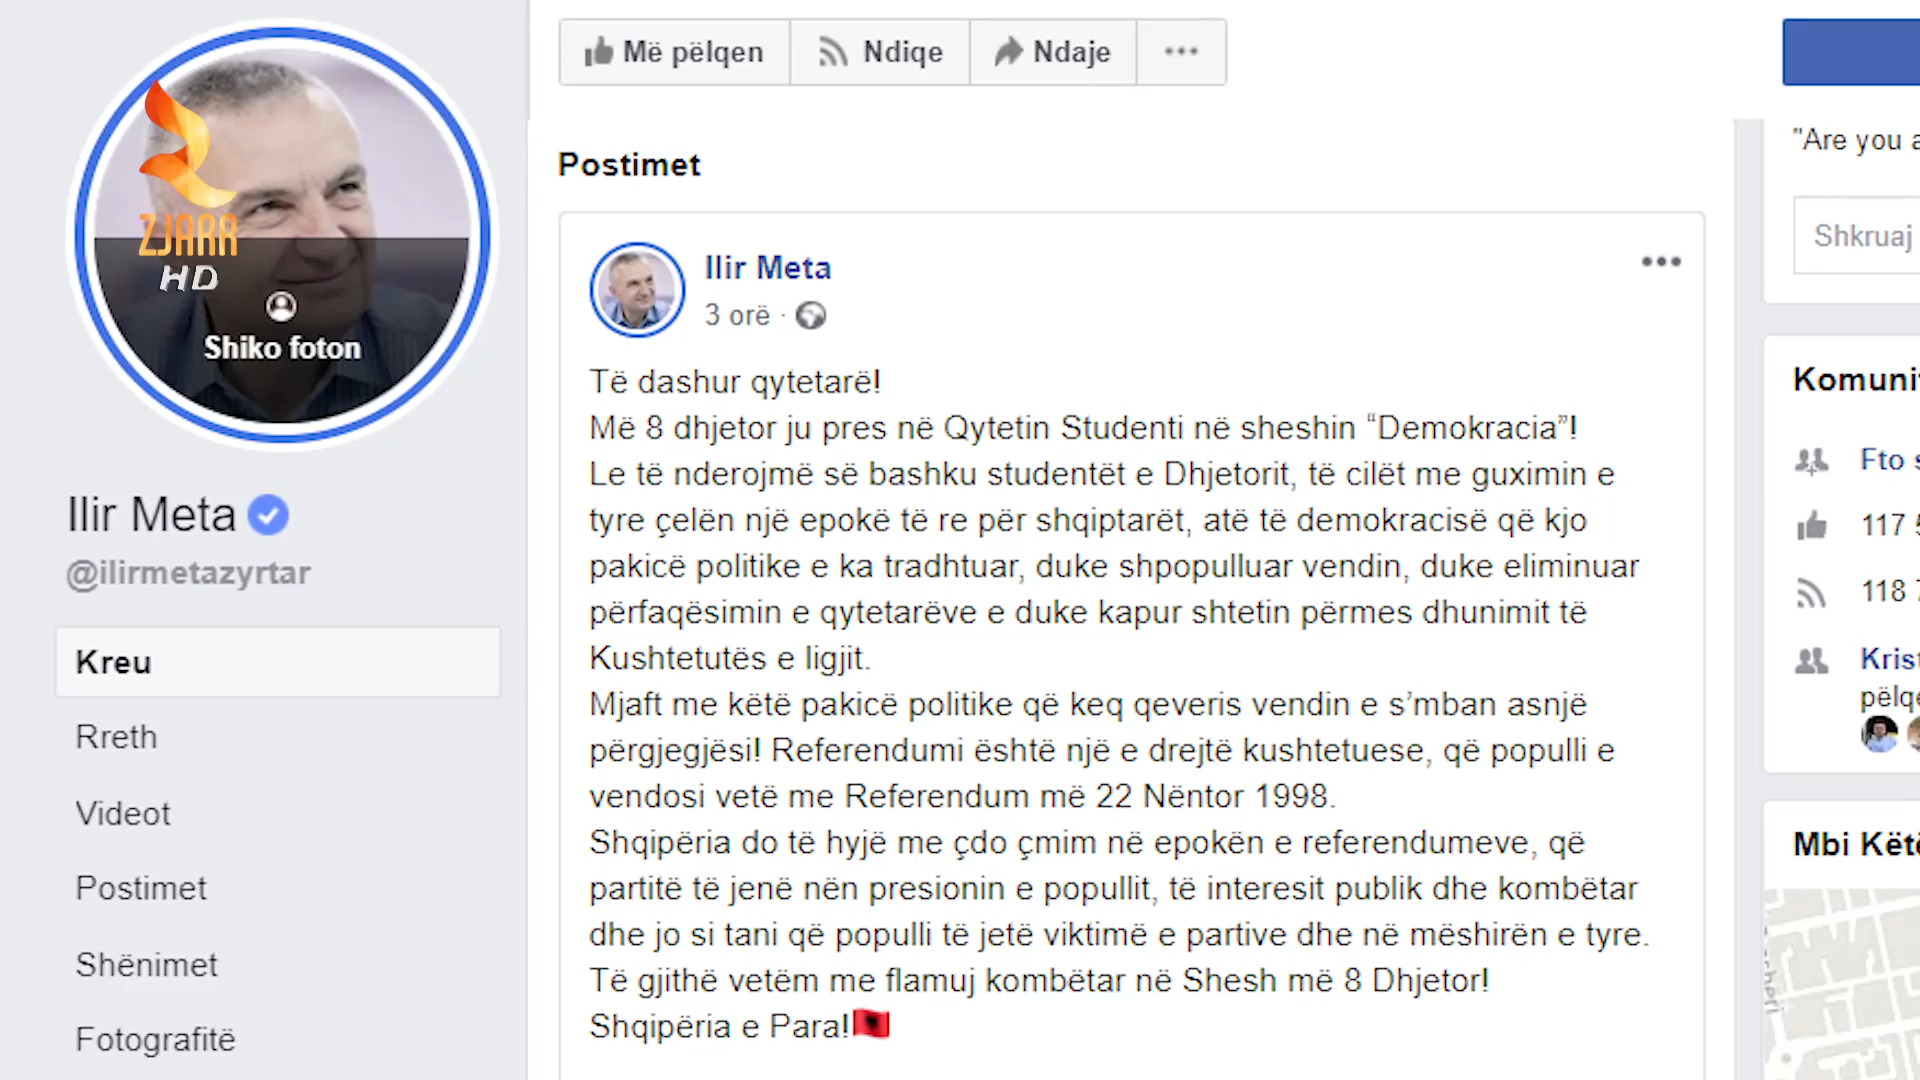 ZJARR
HD
Shiko foton
Ilir Meta
@ilirmetazyrtar
Kreu
Rreth
Videot
Postimet
Shënimet
Fotografitë
Më pëlqen
Ndiqe
Ndaje
Postimet
Ilir Meta
3 orë ·
Të dashur qytetarë!
Më 8 dhjetor ju pres në Qytetin Studenti në sheshin “Demokracia”!
Le të nderojmë së bashku studentët e Dhjetorit, të cilët me guximin e
tyre çelën një epokë të re për shqiptarët, atë të demokracisë që kjo
pakicë politike e ka tradhtuar, duke shpopulluar vendin, duke eliminuar
përfaqësimin e qytetarëve e duke kapur shtetin përmes dhunimit të
Kushtetutës e ligjit.
Mjaft me këtë pakicë politike që keq qeveris vendin e s’mban asnjë
përgjegjësi! Referendumi është një e drejtë kushtetuese, që populli e
vendosi vetë me Referendum më 22 Nëntor 1998.
Shqipëria do të hyjë me çdo çmim në epokën e referendumeve, që
partitë të jenë nën presionin e popullit, të interesit publik dhe kombëtar
dhe jo si tani që populli të jetë viktimë e partive dhe në mëshirën e tyre.
Të gjithë vetëm me flamuj kombëtar në Shesh më 8 Dhjetor!
Shqipëria e Para!
"Are you a
Shkruaj
Komunit
Fto s
117 5
118 7
Krist
pëlqe
Mbi Këtë